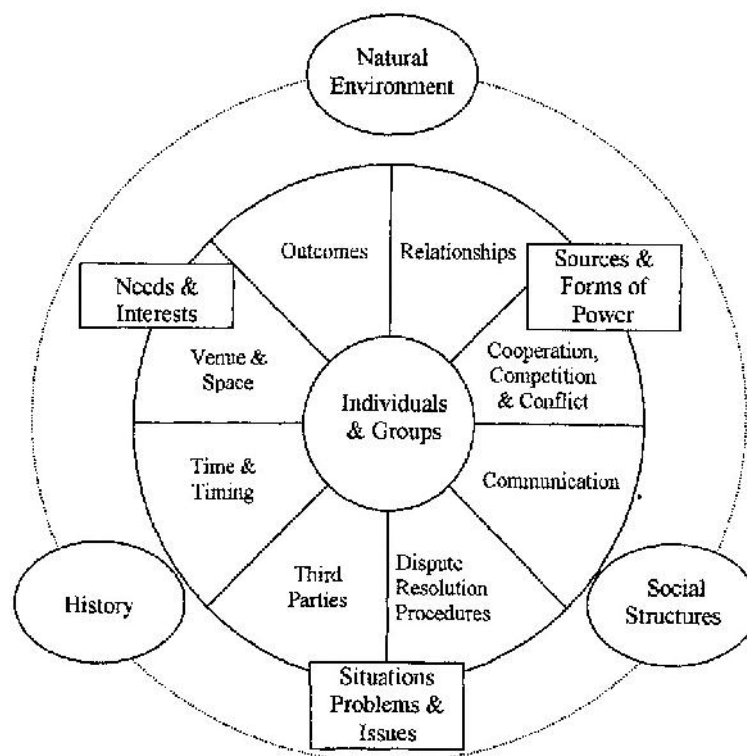 Natural
Environment
Outcomes
Relationships
Needs &
Interests
Sources &
Forms of
Power
Venue &
Space
Cooperation,
Competition
& Conflict
Individuals
& Groups
Time &
Timing
Communication
Third
Parties
Dispute
Resolution
Procedures
History
Social
Structures
Situations
Problems &
Issues